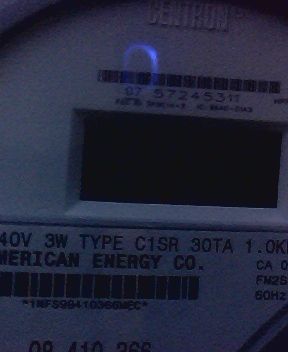 CENTRON
07 57245311
40V 3W TYPE C1SR 30TA 1.0K
MERICAN ENERGY CO.
CA 0
FM2S
60Hz
*1NFS99410366MEC*
09 410 366